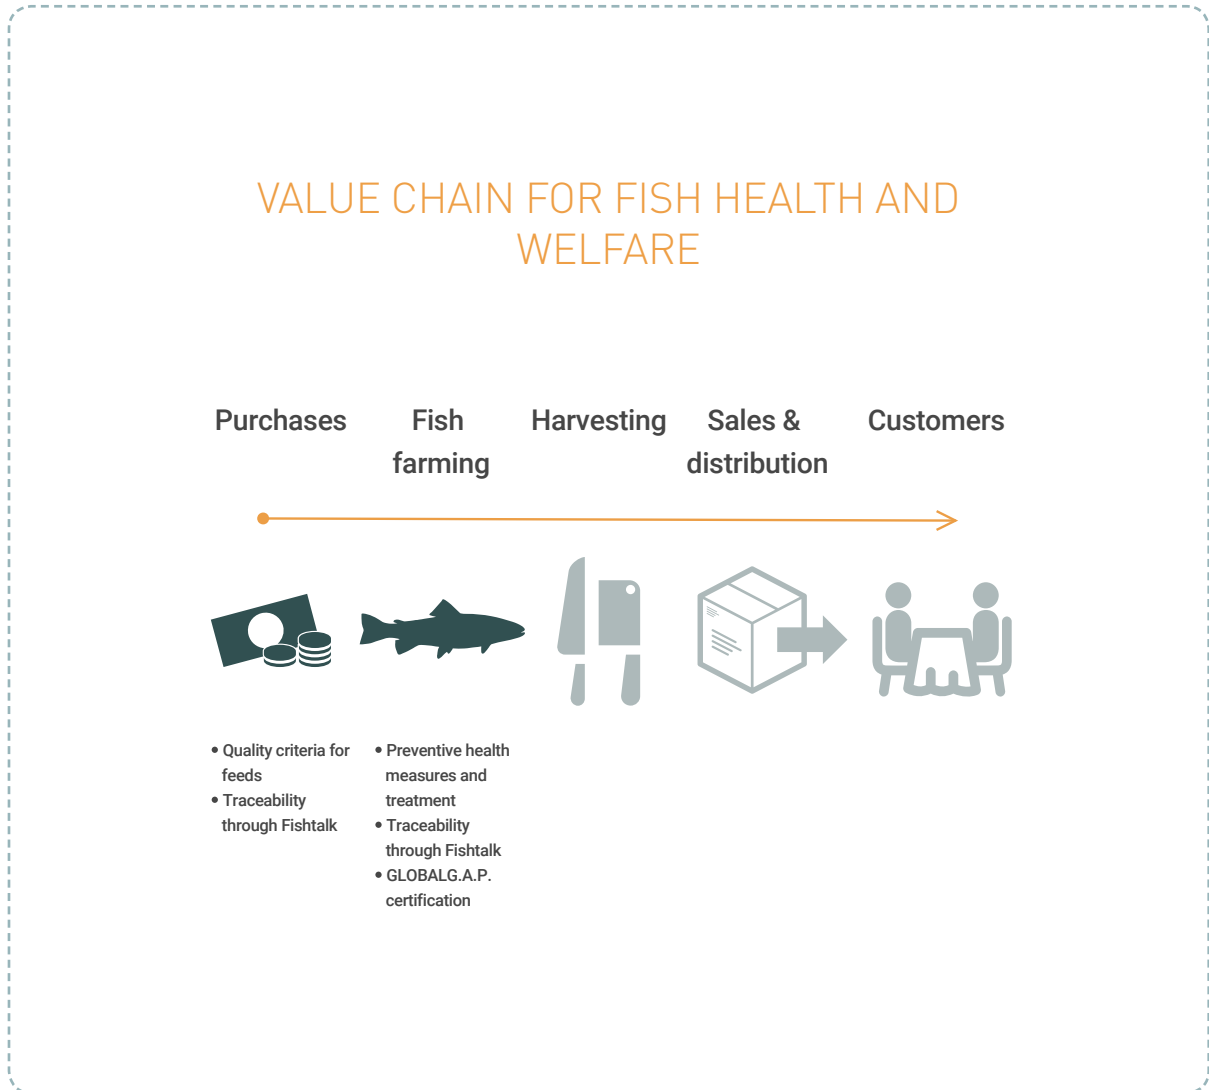 VALUE CHAIN FOR FISH HEALTH AND
WELFARE
Purchases
Fish
farming
Harvesting
Sales &
distribution
Customers
• Quality criteria for
feeds
• Traceability
through Fishtalk
• Preventive health
measures and
treatment
• Traceability
through Fishtalk
• GLOBALG.A.P.
certification